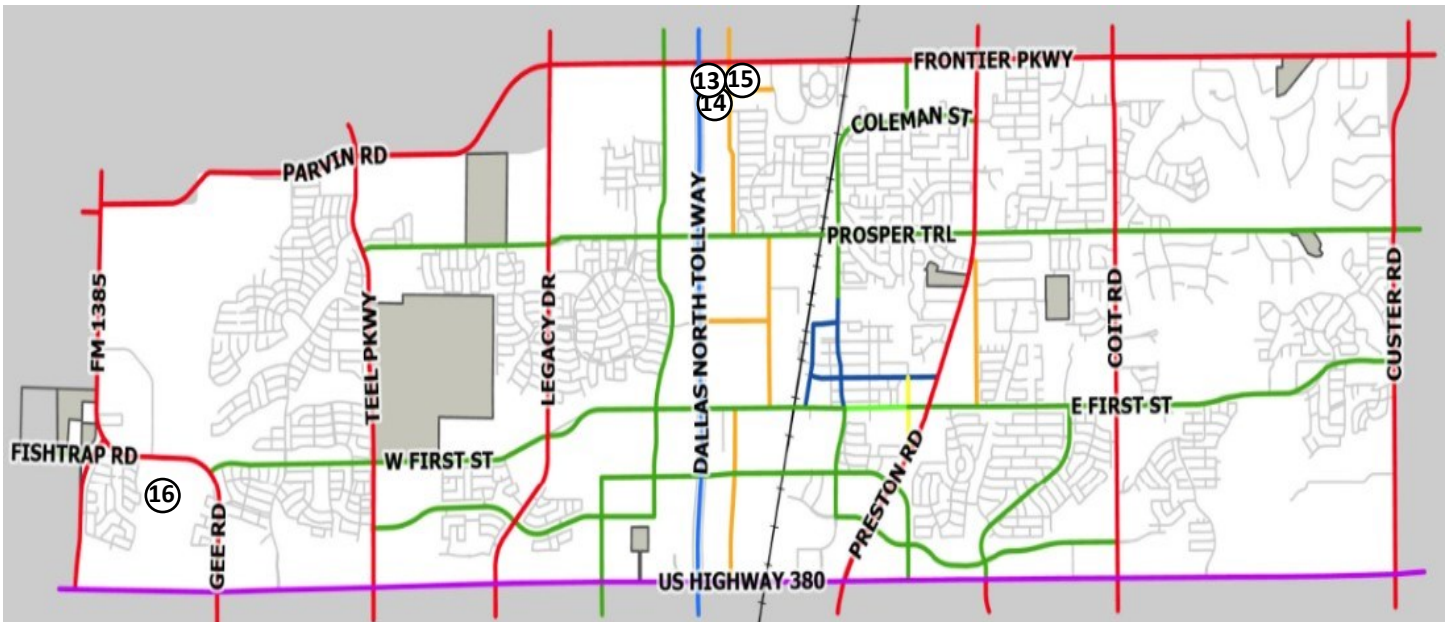 FRONTIER PKWY
13
15
14
COLEMAN ST
PARVIN RD
DALLAS NORTH TOLLWAY
PROSPER TRL
FM 1385
TEEL PKWY
LEGACY DR
COIT RD
CUSTER RD
E FIRST ST
FISHTRAP RD
W FIRST ST
PRESTON RD
16
GEE RD
US HIGHWAY 380